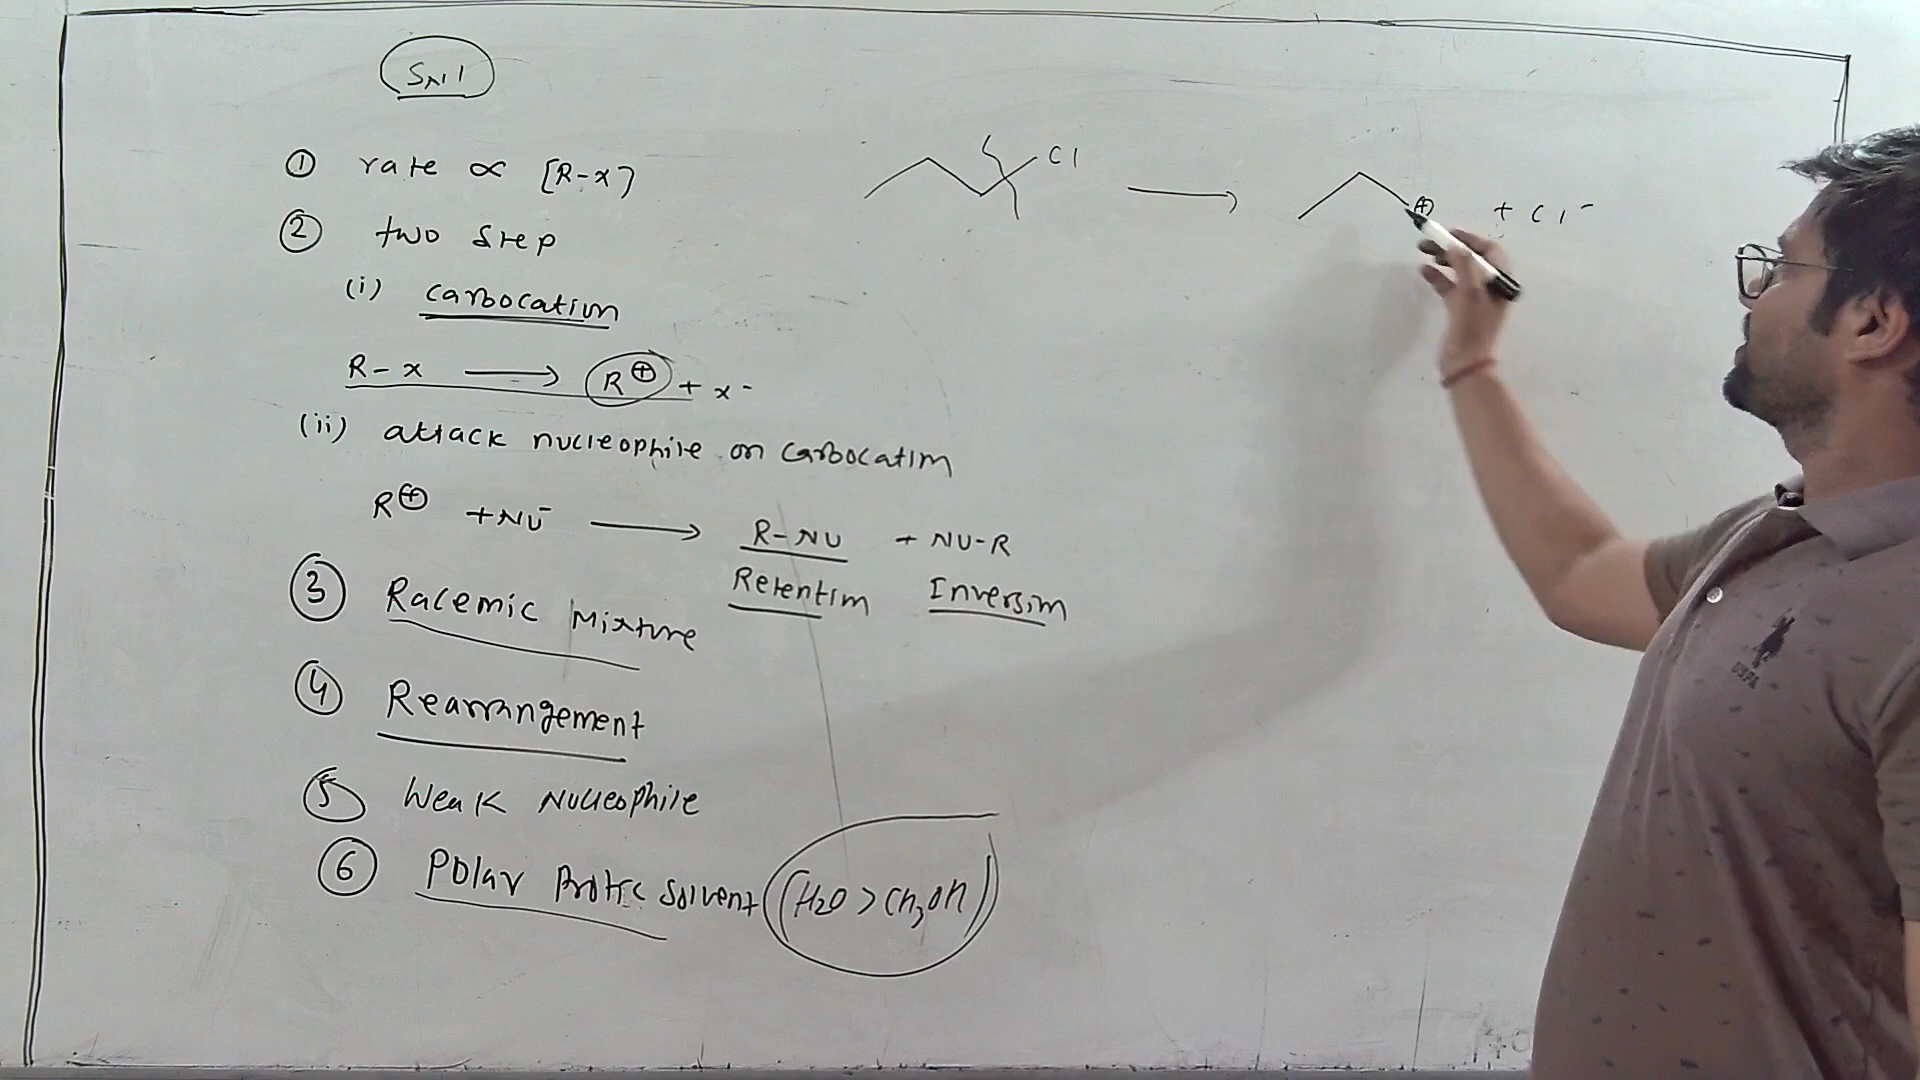 SN1
① rate ∝ [R-x]
② two step
(i) carbocation
R-x ⟶ R⊕ + x-
(ii) attack nucleophile on carbocation
R⊕ + Nu- ⟶ R-NU + NU-R
Retention Inversion
③ Racemic Mixture
④ Rearrangement
⑤ Weak Nucleophile
⑥ Polar Protic Solvent (H2O > CH3OH)
Cl ⟶ ⊕ + Cl-
USPA